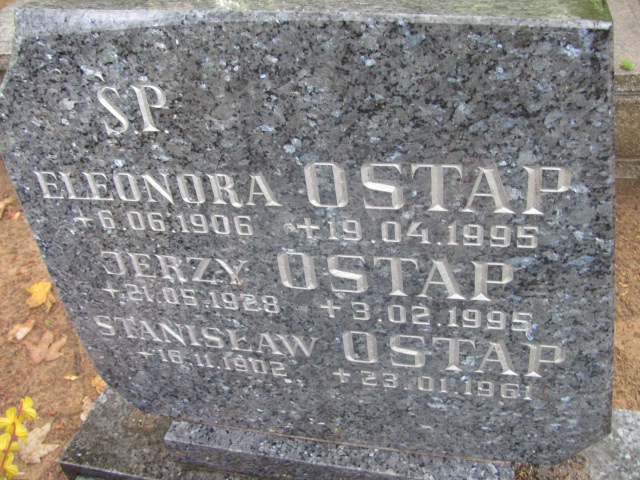 Ś.P.
ELEONORA OSTAP
+6.06.1906 +19.04.1995
JERZY OSTAP
+21.05.1928 +3.02.1995
STANISŁAW OSTAP
+16.11.1902 +23.01.1961